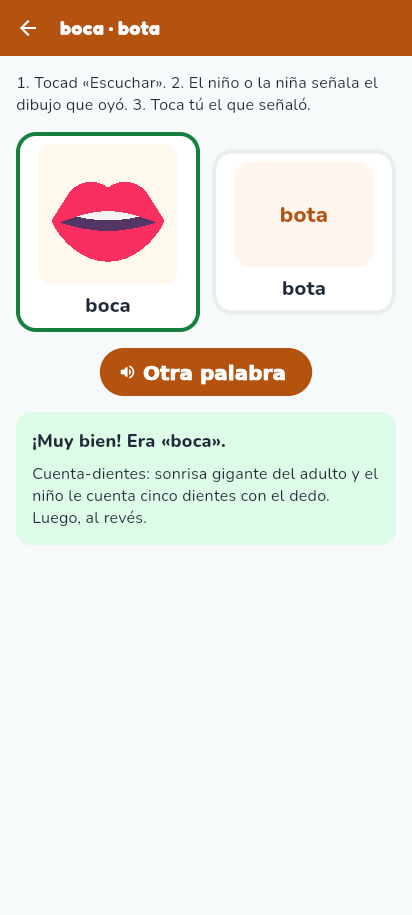 boca · bota
1. Tocad «Escuchar». 2. El niño o la niña señala el
dibujo que oyó. 3. Toca tú el que señaló.
boca
bota
bota
Otra palabra
¡Muy bien! Era «boca».
Cuenta-dientes: sonrisa gigante del adulto y el
niño le cuenta cinco dientes con el dedo.
Luego, al revés.